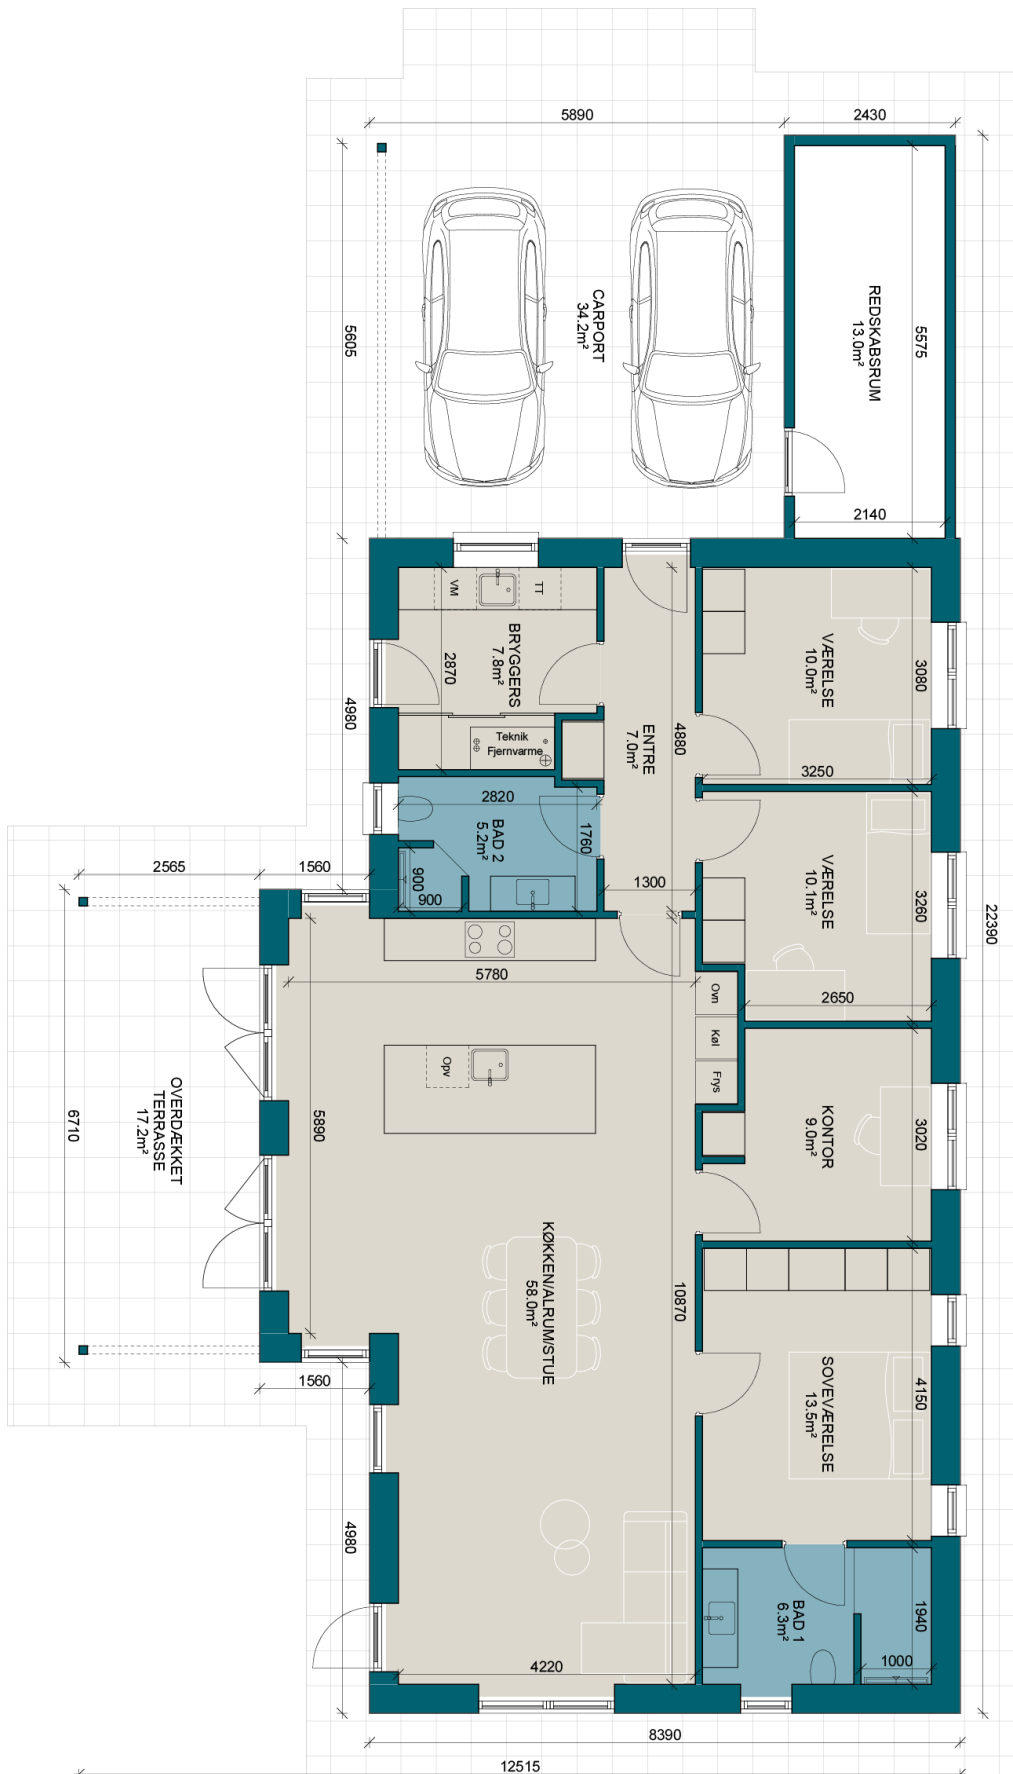 5890
2430
5605
CARPORT
34.2m²
REDSKABSRUM
13.0m²
5575
2140
22390
VM
TT
BRYGGERS
7.8m²
2870
Teknik
Fjernvarme
4980
ENTRE
7.0m²
4880
VÆRELSE
10.0m²
3080
3250
2820
BAD 2
5.2m²
1760
900
900
1300
VÆRELSE
10.1m²
3260
2650
2565
1560
5780
Ovn
Køl
Frys
Opv
6710
OVERDÆKKET
TERRASSE
17.2m²
5890
KONTOR
9.0m²
3020
KØKKEN/ALRUM/STUE
58.0m²
10870
1560
SOVEVÆRELSE
13.5m²
4150
4980
4220
BAD 1
6.3m²
1940
1000
8390
12515